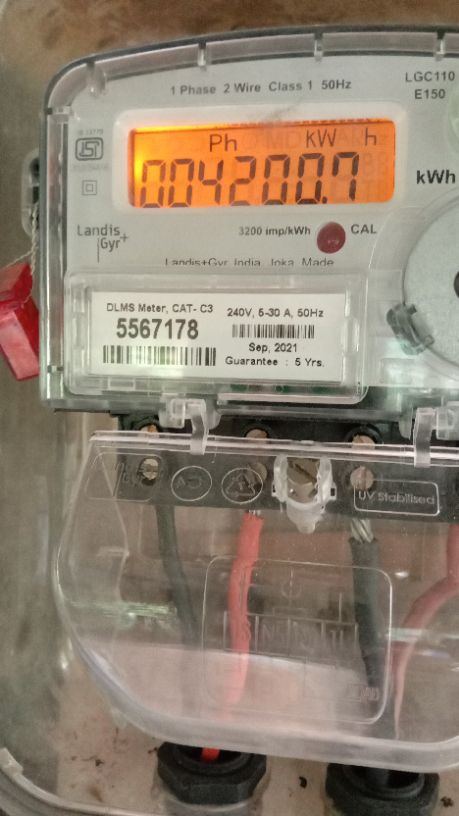 LGC110
1 Phase 2 Wire Class 1 50Hz
E150
Ph kW h
004200.7
kWh
Landis
Gyr+
3200 imp/kWh
CAL
Landis+Gyr, India, Joka, Made
DLMS Meter, CAT- C3
240V, 5-30 A, 50Hz
5567178
Sep, 2021
Guarantee : 5 Yrs.
UV Stabilised